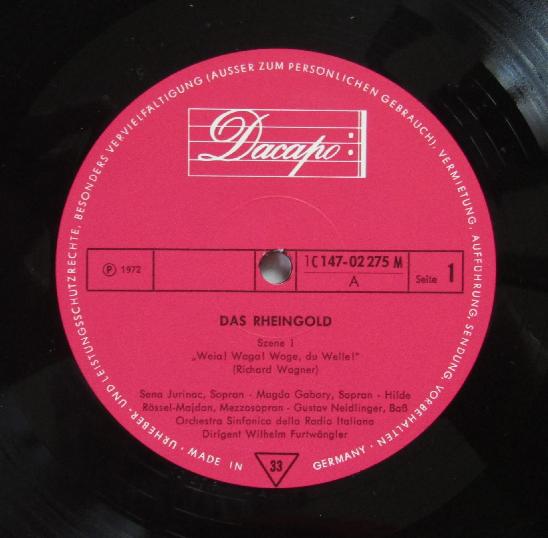 URHEBER- UND LEISTUNGSSCHUTZRECHTE, BESONDERS VERVIELFÄLTIGUNG (AUSSER ZUM PERSÖNLICHEN GEBRAUCH), VERMIETUNG, AUFFÜHRUNG, SENDUNG, VORBEHALTEN · GERMANY ·
Dacapo
℗ 1972
1C 147-02 275 M
A
Seite 1
DAS RHEINGOLD
Szene 1
„Weia! Waga! Woge, du Welle!"
(Richard Wagner)
Sena Jurinac, Sopran - Magda Gabory, Sopran - Hilde
Rössel-Majdan, Mezzosopran - Gustav Neidlinger, Baß
Orchestra Sinfonica della Radio Italiana
Dirigent Wilhelm Furtwängler
MADE IN
33